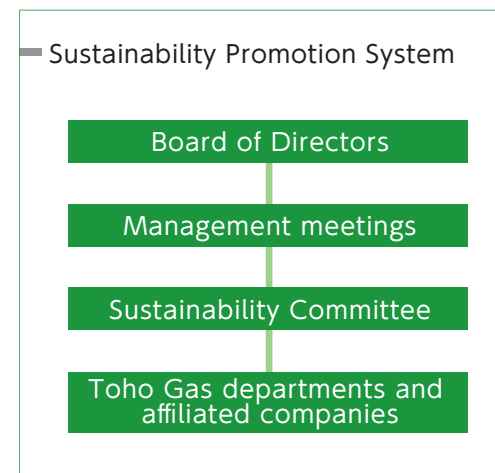 Sustainability Promotion System
Board of Directors
Management meetings
Sustainability Committee
Toho Gas departments and
affiliated companies